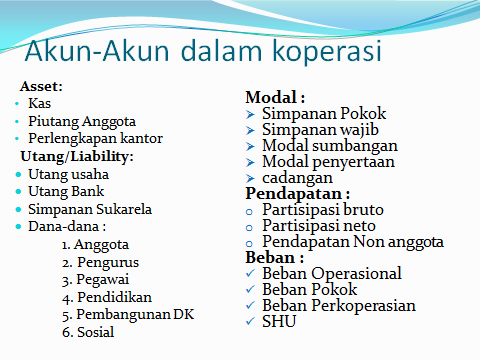 Akun-Akun dalam koperasi
Asset:
Kas
Piutang Anggota
Perlengkapan kantor
Utang/Liability:
Utang usaha
Utang Bank
Simpanan Sukarela
Dana-dana :
1. Anggota
2. Pengurus
3. Pegawai
4. Pendidikan
5. Pembangunan DK
6. Sosial
Modal :
Simpanan Pokok
Simpanan wajib
Modal sumbangan
Modal penyertaan
cadangan
Pendapatan :
Partisipasi bruto
Partisipasi neto
Pendapatan Non anggota
Beban :
Beban Operasional
Beban Pokok
Beban Perkoperasian
SHU